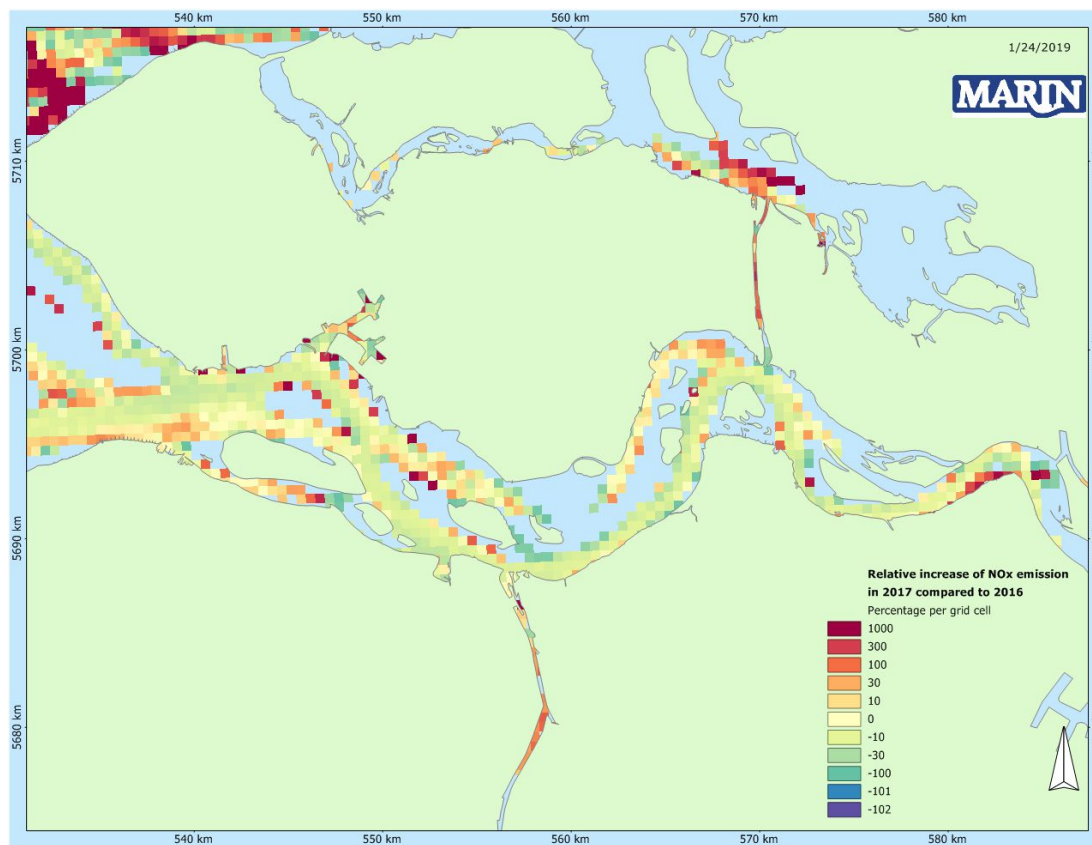 540 km 550 km 560 km 570 km 580 km
1/24/2019
MARIN
5710 km
5700 km
5690 km
5680 km
Relative increase of NOx emission
in 2017 compared to 2016
Percentage per grid cell
1000
300
100
30
10
0
-10
-30
-100
-101
-102
540 km 550 km 560 km 570 km 580 km